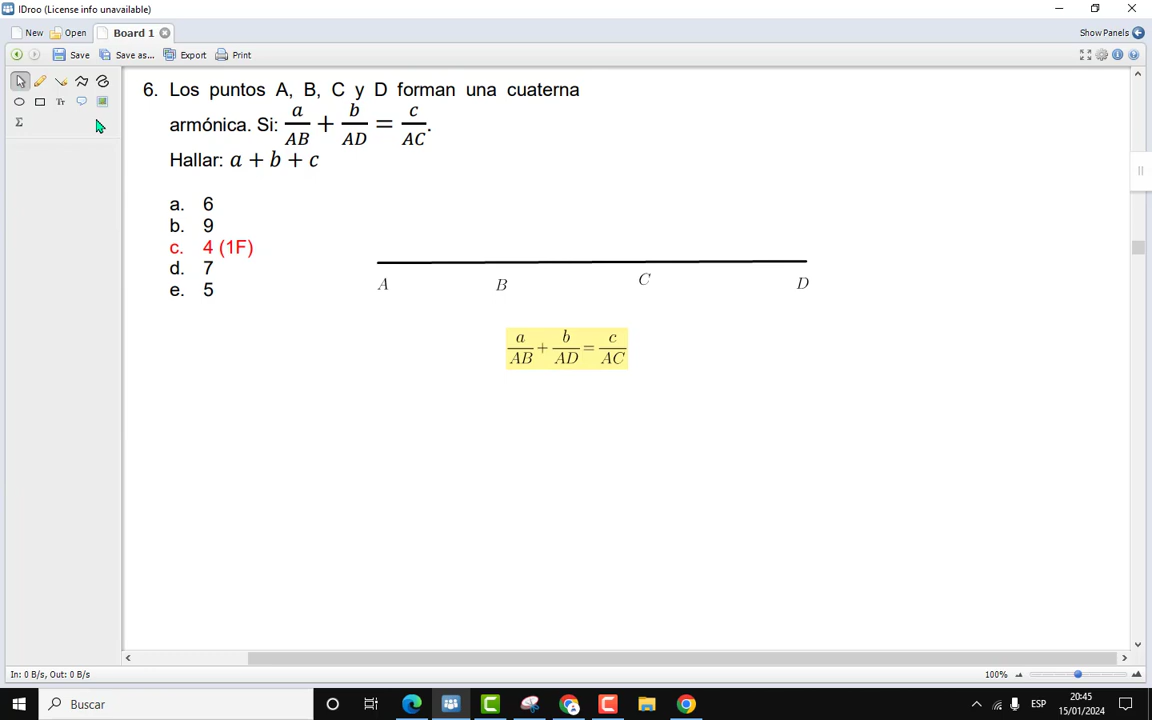 IDroo (License info unavailable)
New Open Board 1 Show Panels
Save Save as... Export Print
6. Los puntos A, B, C y D forman una cuaterna
armónica. Si: a/AB + b/AD = c/AC.
Hallar: a + b + c
a. 6
b. 9
c. 4 (1F)
d. 7
e. 5
A B C D
a/AB + b/AD = c/AC
In: 0 B/s, Out: 0 B/s 100%
Buscar ESP 20:45
15/01/2024